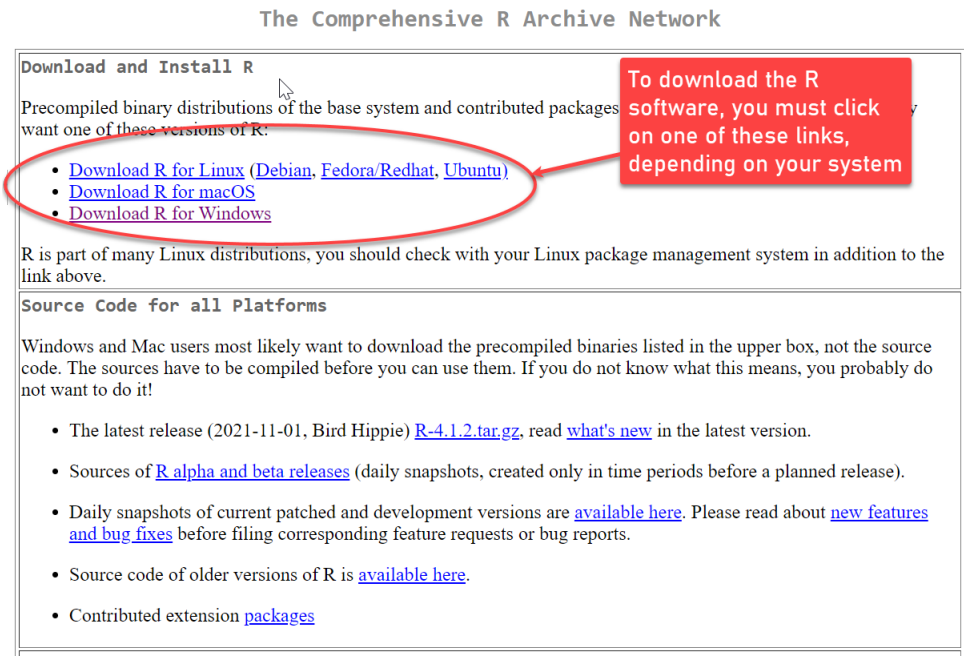 The Comprehensive R Archive Network
Download and Install R
Precompiled binary distributions of the base system and contributed packages
want one of these versions of R:
Download R for Linux (Debian, Fedora/Redhat, Ubuntu)
Download R for macOS
Download R for Windows
To download the R
software, you must click
on one of these links,
depending on your system
R is part of many Linux distributions, you should check with your Linux package management system in addition to the
link above.
Source Code for all Platforms
Windows and Mac users most likely want to download the precompiled binaries listed in the upper box, not the source
code. The sources have to be compiled before you can use them. If you do not know what this means, you probably do
not want to do it!
The latest release (2021-11-01, Bird Hippie) R-4.1.2.tar.gz, read what's new in the latest version.
Sources of R alpha and beta releases (daily snapshots, created only in time periods before a planned release).
Daily snapshots of current patched and development versions are available here. Please read about new features
and bug fixes before filing corresponding feature requests or bug reports.
Source code of older versions of R is available here.
Contributed extension packages